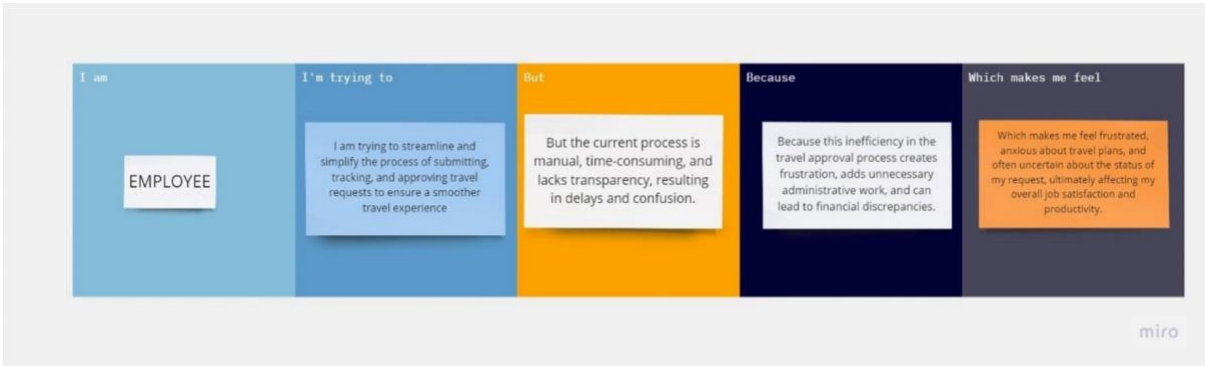 I am
EMPLOYEE
I'm trying to
I am trying to streamline and
simplify the process of submitting,
tracking, and approving travel
requests to ensure a smoother
travel experience
But
But the current process is
manual, time-consuming, and
lacks transparency, resulting
in delays and confusion.
Because
Because this inefficiency in the
travel approval process creates
frustration, adds unnecessary
administrative work, and can
lead to financial discrepancies.
Which makes me feel
Which makes me feel frustrated,
anxious about travel plans, and
often uncertain about the status of
my request, ultimately affecting my
overall job satisfaction and
productivity.
miro